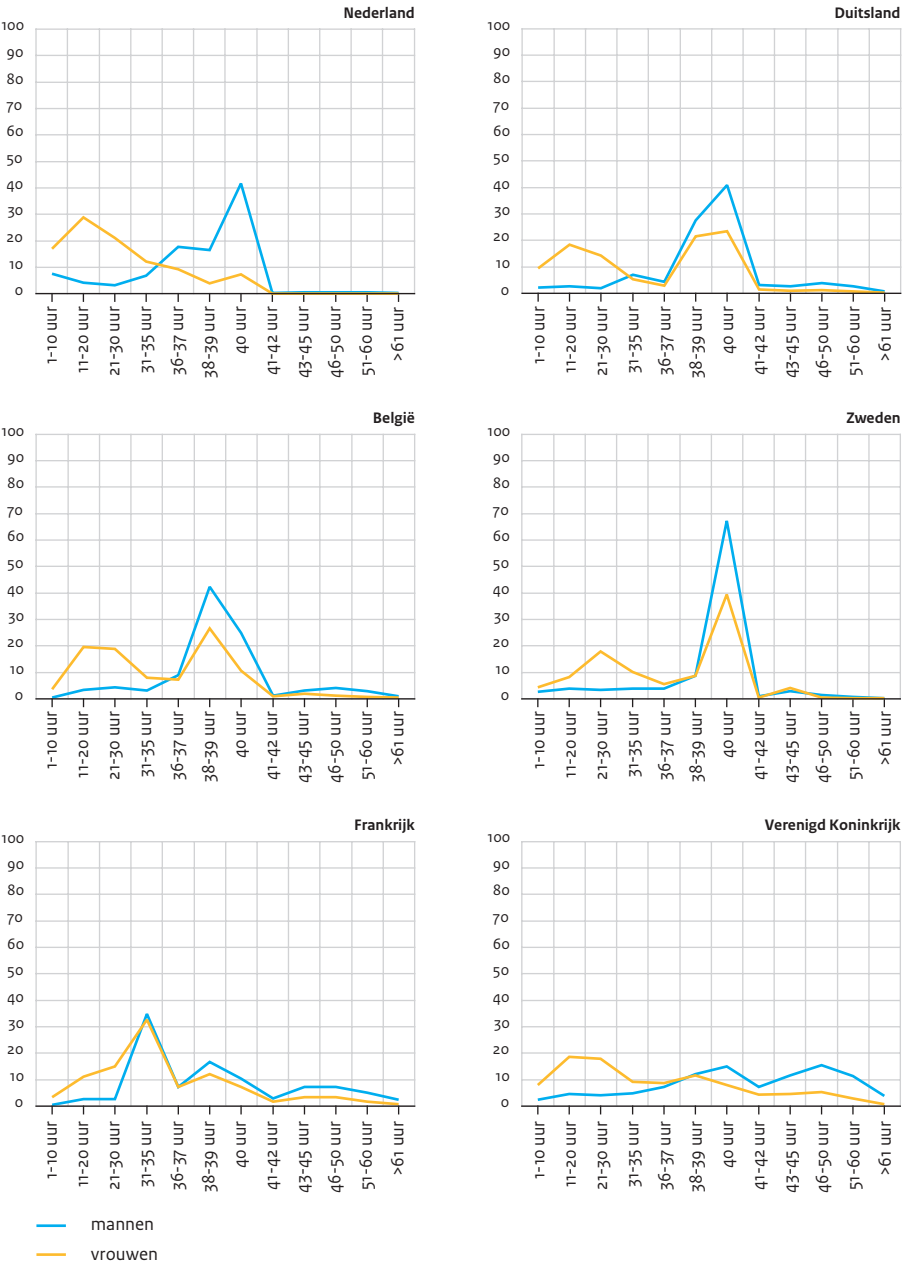 Nederland
100
90
80
70
60
50
40
30
20
10
0
1-10 uur
11-20 uur
21-30 uur
31-35 uur
36-37 uur
38-39 uur
40 uur
41-42 uur
43-45 uur
46-50 uur
51-60 uur
>61 uur
Duitsland
100
90
80
70
60
50
40
30
20
10
0
1-10 uur
11-20 uur
21-30 uur
31-35 uur
36-37 uur
38-39 uur
40 uur
41-42 uur
43-45 uur
46-50 uur
51-60 uur
>61 uur
België
100
90
80
70
60
50
40
30
20
10
0
1-10 uur
11-20 uur
21-30 uur
31-35 uur
36-37 uur
38-39 uur
40 uur
41-42 uur
43-45 uur
46-50 uur
51-60 uur
>61 uur
Zweden
100
90
80
70
60
50
40
30
20
10
0
1-10 uur
11-20 uur
21-30 uur
31-35 uur
36-37 uur
38-39 uur
40 uur
41-42 uur
43-45 uur
46-50 uur
51-60 uur
>61 uur
Frankrijk
100
90
80
70
60
50
40
30
20
10
0
1-10 uur
11-20 uur
21-30 uur
31-35 uur
36-37 uur
38-39 uur
40 uur
41-42 uur
43-45 uur
46-50 uur
51-60 uur
>61 uur
Verenigd Koninkrijk
100
90
80
70
60
50
40
30
20
10
0
1-10 uur
11-20 uur
21-30 uur
31-35 uur
36-37 uur
38-39 uur
40 uur
41-42 uur
43-45 uur
46-50 uur
51-60 uur
>61 uur
mannen
vrouwen